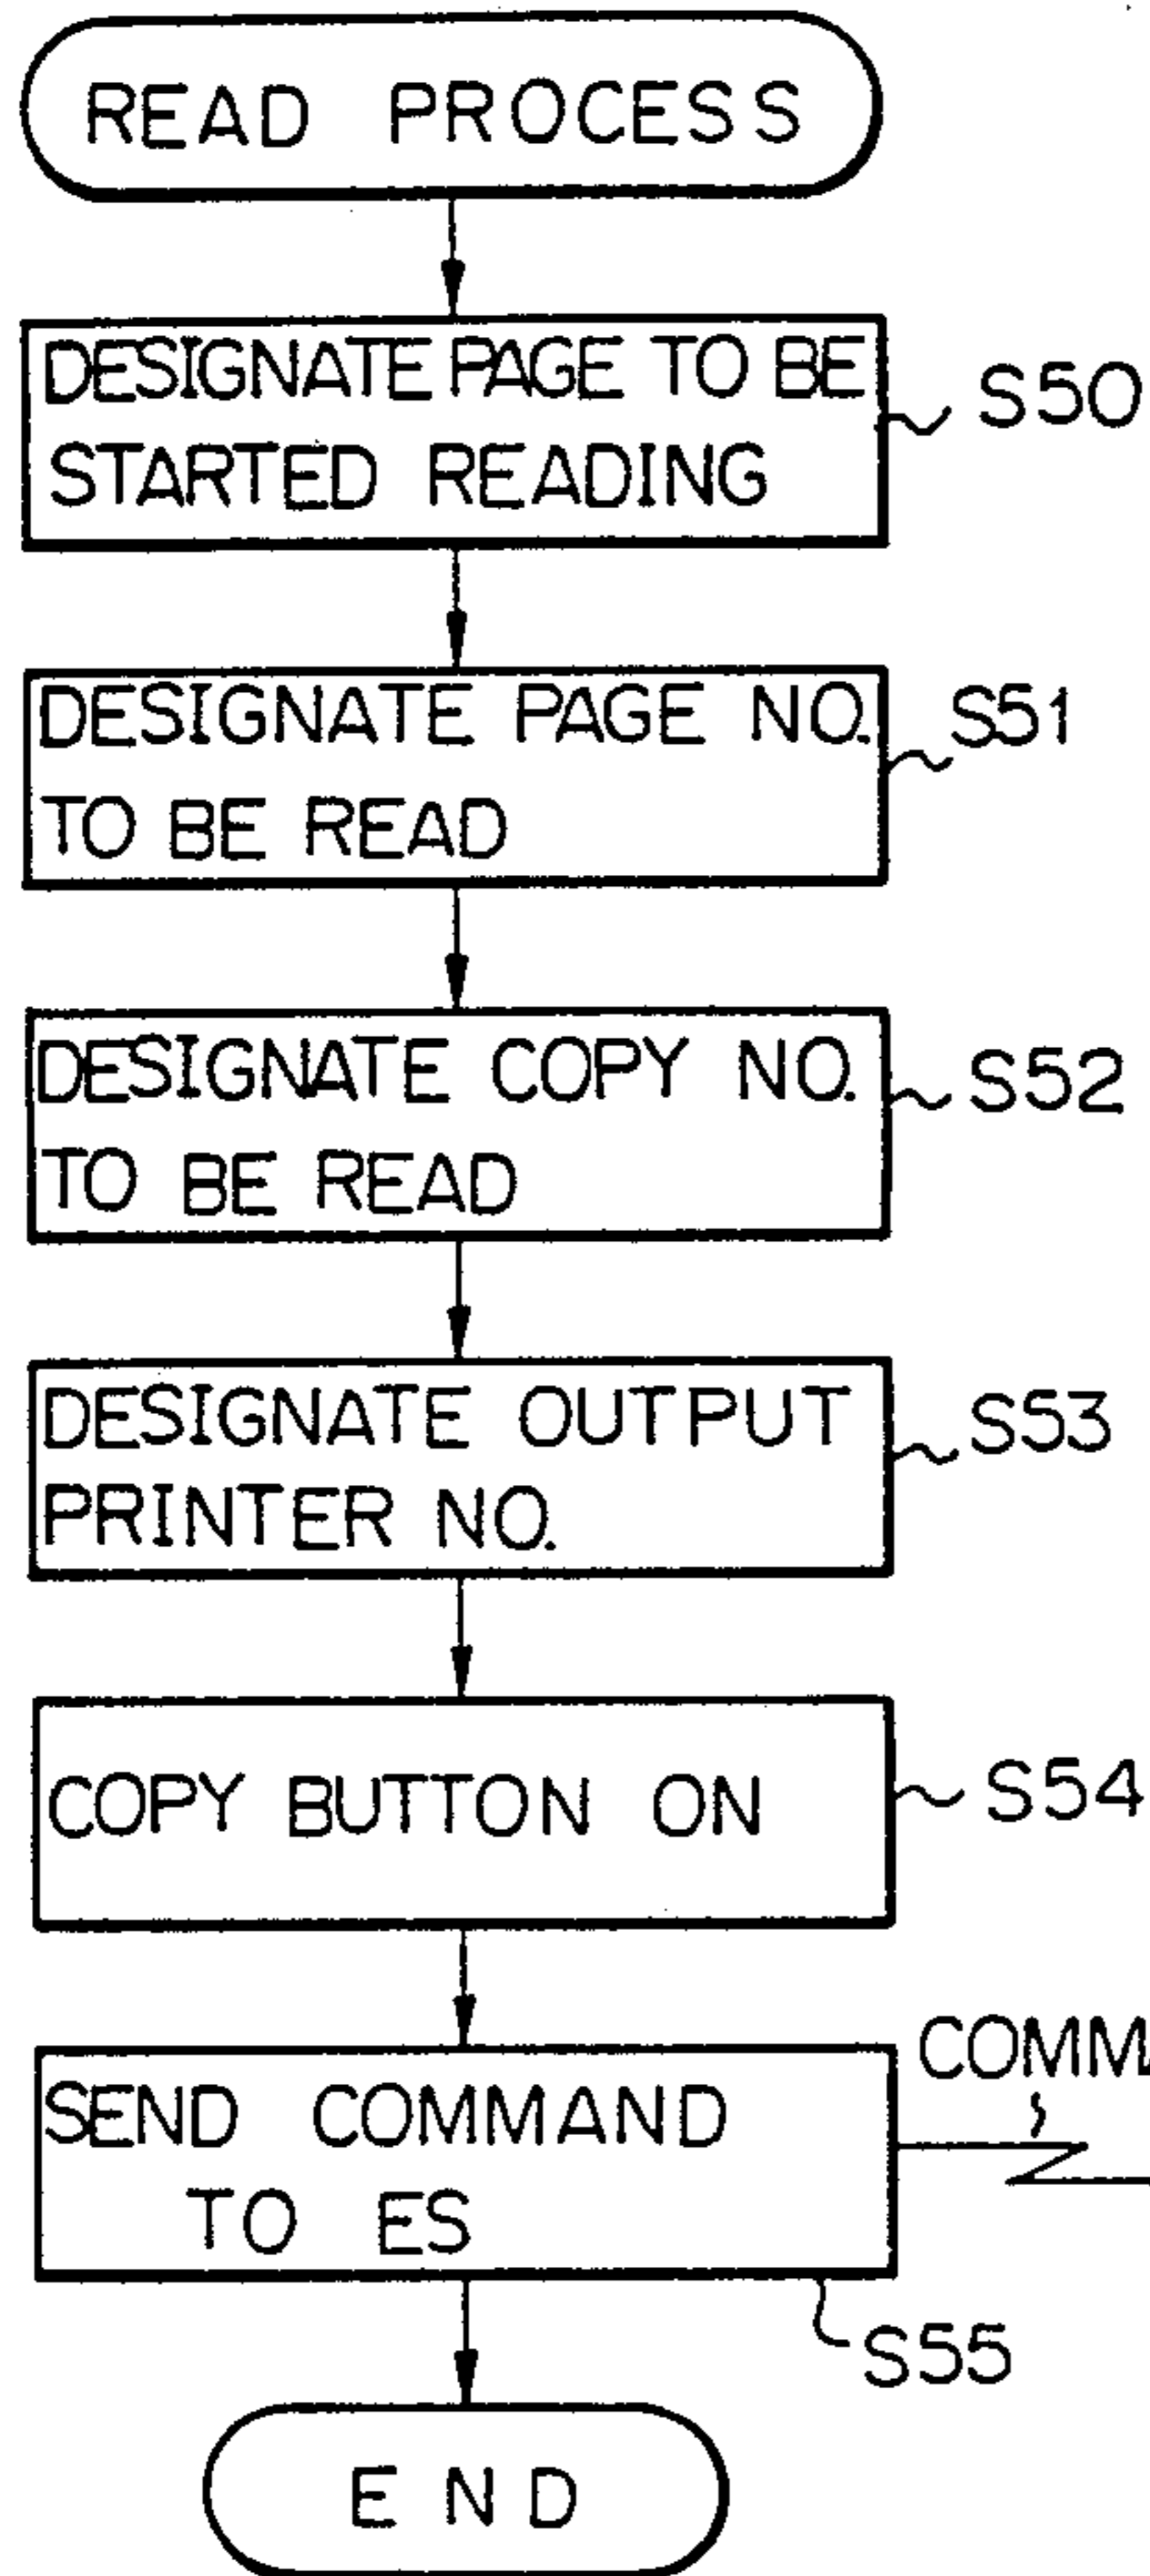 READ PROCESS
DESIGNATE PAGE TO BE
STARTED READING
S50
DESIGNATE PAGE NO.
TO BE READ
S51
DESIGNATE COPY NO.
TO BE READ
S52
DESIGNATE OUTPUT
PRINTER NO.
S53
COPY BUTTON ON
S54
SEND COMMAND
TO ES
S55
END